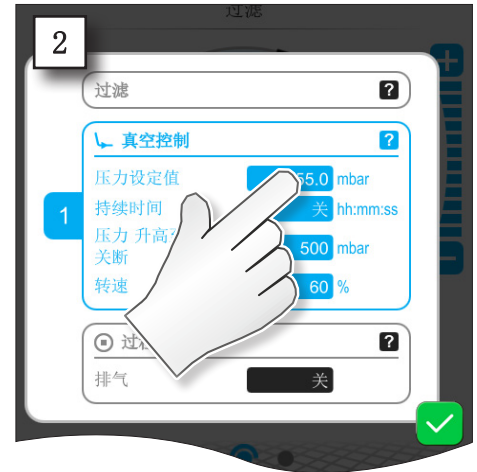 过滤
2
过滤 ?
真空控制 ?
压力设定值 55.0 mbar
1
持续时间 关 hh:mm:ss
压力 升高
关断 500 mbar
转速 60 %
过 ?
排气 关